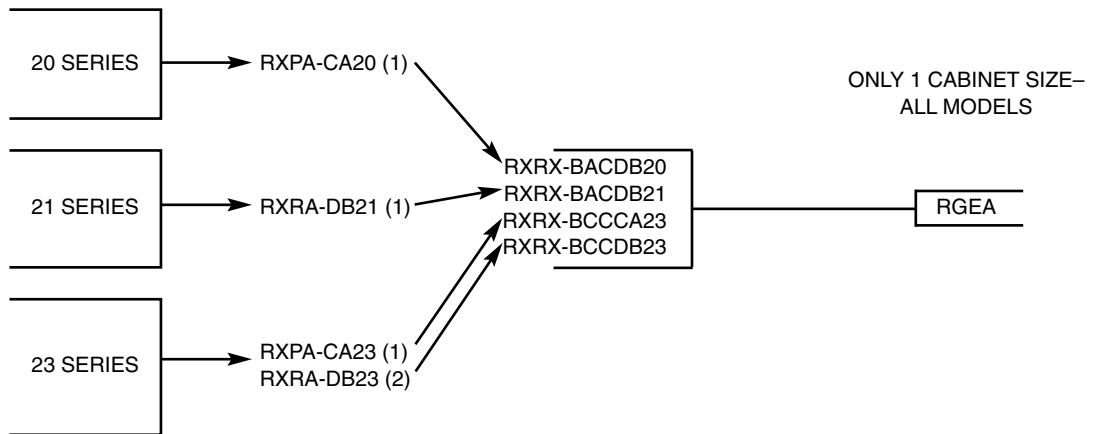 20 SERIES
RXPA-CA20 (1)
ONLY 1 CABINET SIZE–
ALL MODELS
21 SERIES
RXRA-DB21 (1)
RXRX-BACDB20
RXRX-BACDB21
RXRX-BCCCA23
RXRX-BCCDB23
RGEA
23 SERIES
RXPA-CA23 (1)
RXRA-DB23 (2)